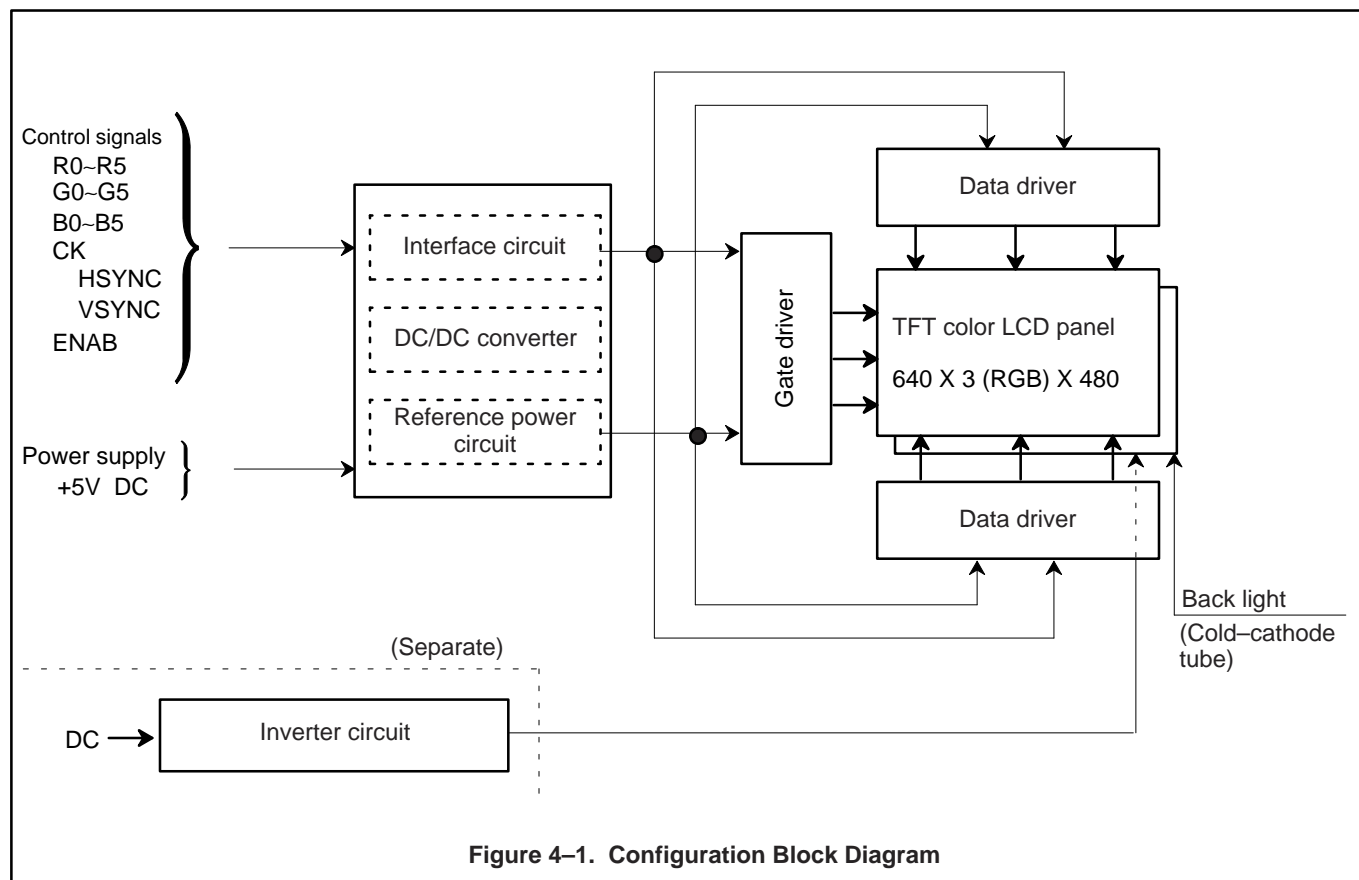 Control signals
R0~R5
G0~G5
B0~B5
CK
HSYNC
VSYNC
ENAB
Power supply
+5V DC
Interface circuit
DC/DC converter
Reference power
circuit
Gate driver
Data driver
TFT color LCD panel
640 X 3 (RGB) X 480
Data driver
Back light
(Cold–cathode
tube)
(Separate)
DC
Inverter circuit
Figure 4–1. Configuration Block Diagram